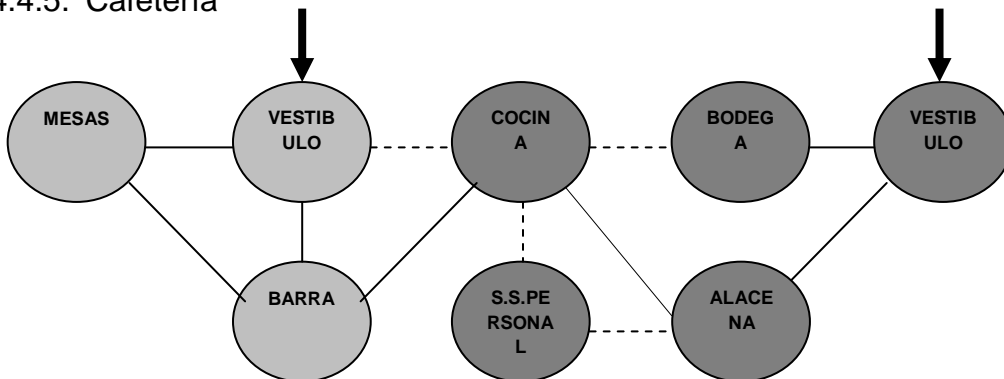 4.4.5. Cafetería
MESAS
VESTIB
ULO
COCIN
A
BODEG
A
VESTIB
ULO
BARRA
S.S.PE
RSONA
L
ALACE
NA